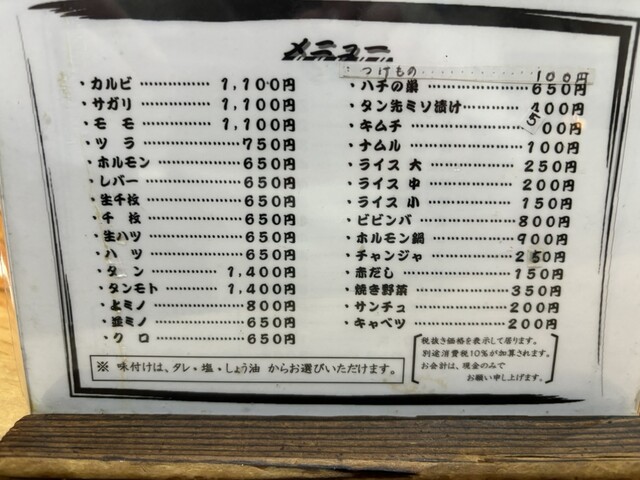 メニュー
・カルビ 1,100円
・サガリ 1,100円
・モモ 1,100円
・ツラ 750円
・ホルモン 650円
・レバー 650円
・生千枚 650円
・千枚 650円
・生ハツ 650円
・ハツ 650円
・タン 1,400円
・タンモト 1,400円
・上ミノ 800円
・並ミノ 650円
・クロ 650円
※ 味付けは、タレ・塩・しょう油 からお選びいただけます。
・つけもの 100円
・ハチの巣 650円
・タン先ミソ漬け 400円
・キムチ 500円
・ナムル 100円
・ライス 大 250円
・ライス 中 200円
・ライス 小 150円
・ビビンバ 800円
・ホルモン鍋 900円
・チャンジャ 250円
・赤だし 150円
・焼き野菜 350円
・サンチュ 200円
・キャベツ 200円
税抜き価格を表示して居ります。
別途消費税10%が加算されます。
お会計は、現金のみで
お願い申し上げます。